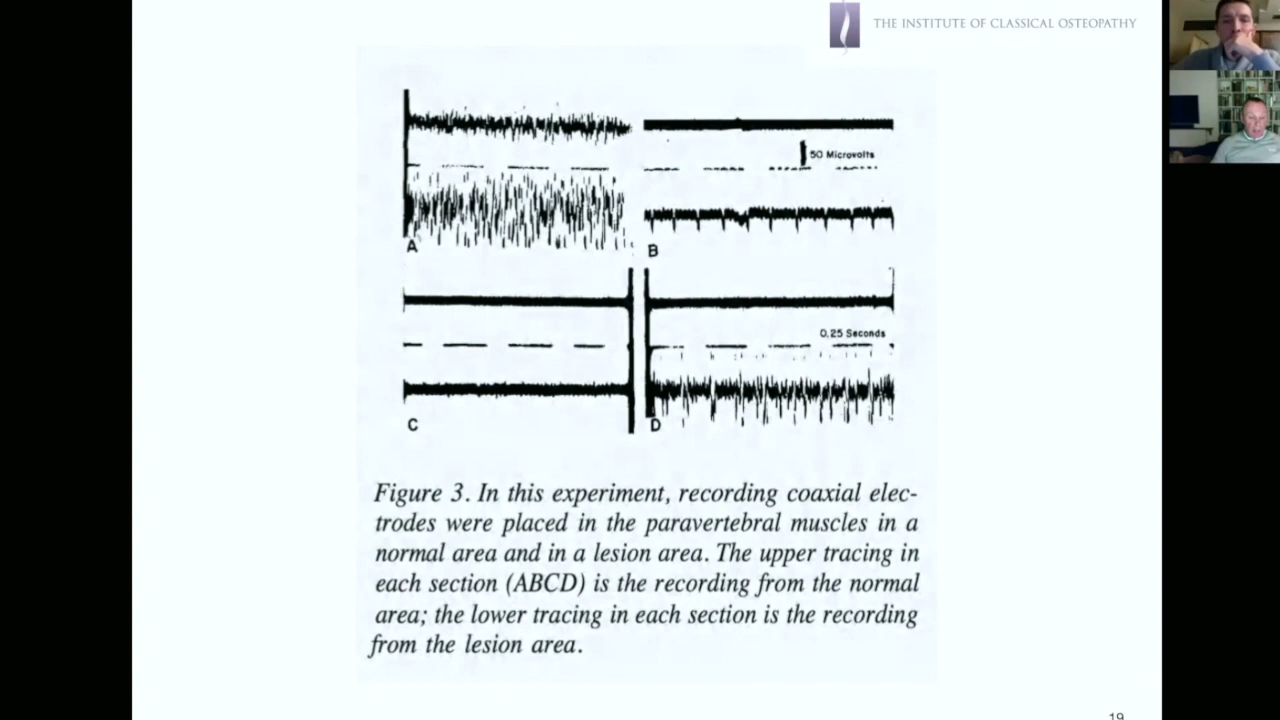 THE INSTITUTE OF CLASSICAL OSTEOPATHY
50 Microvolts
A
B
0.25 Seconds
C
D
Figure 3. In this experiment, recording coaxial elec-
trodes were placed in the paravertebral muscles in a
normal area and in a lesion area. The upper tracing in
each section (ABCD) is the recording from the normal
area; the lower tracing in each section is the recording
from the lesion area.
19